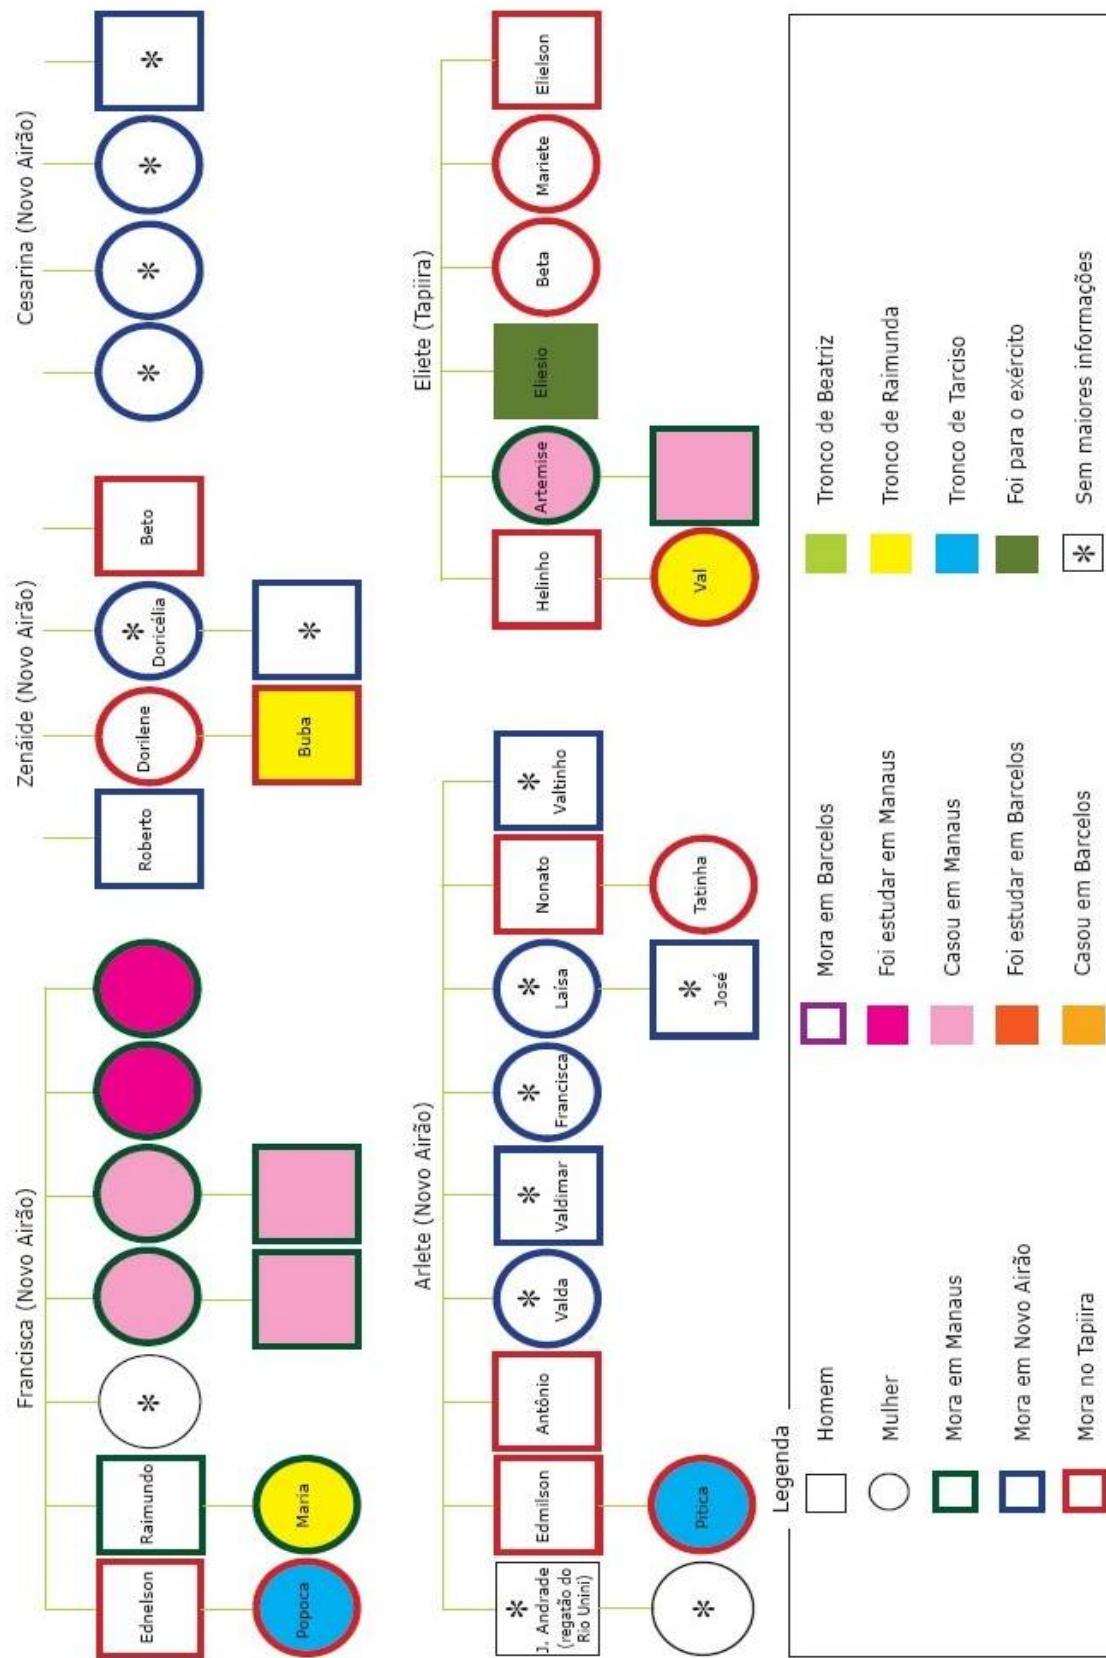 Francisca (Novo Airão)
Zenáide (Novo Airão)
Cesarina (Novo Airão)
Ednelson
Raimundo
*
Roberto
Dorilene
*
Doricélia
Beto
*
*
*
*
Popoca
Maria
Buba
*
Arlete (Novo Airão)
Eliete (Tapiira)
*
J. Andrade
(regatão do
Rio Unini)
Edmilson
Antônio
*
Valda
*
Valdimar
*
Francisca
*
Laísa
Nonato
*
Valtinho
Helinho
Artemise
Eliesio
Beta
Mariete
Elielson
*
Pitica
*
José
Tatinha
Val
Legenda
Homem
Mulher
Mora em Manaus
Mora em Novo Airão
Mora no Tapiira
Mora em Barcelos
Foi estudar em Manaus
Casou em Manaus
Foi estudar em Barcelos
Casou em Barcelos
Tronco de Beatriz
Tronco de Raimunda
Tronco de Tarciso
Foi para o exército
*
Sem maiores informações